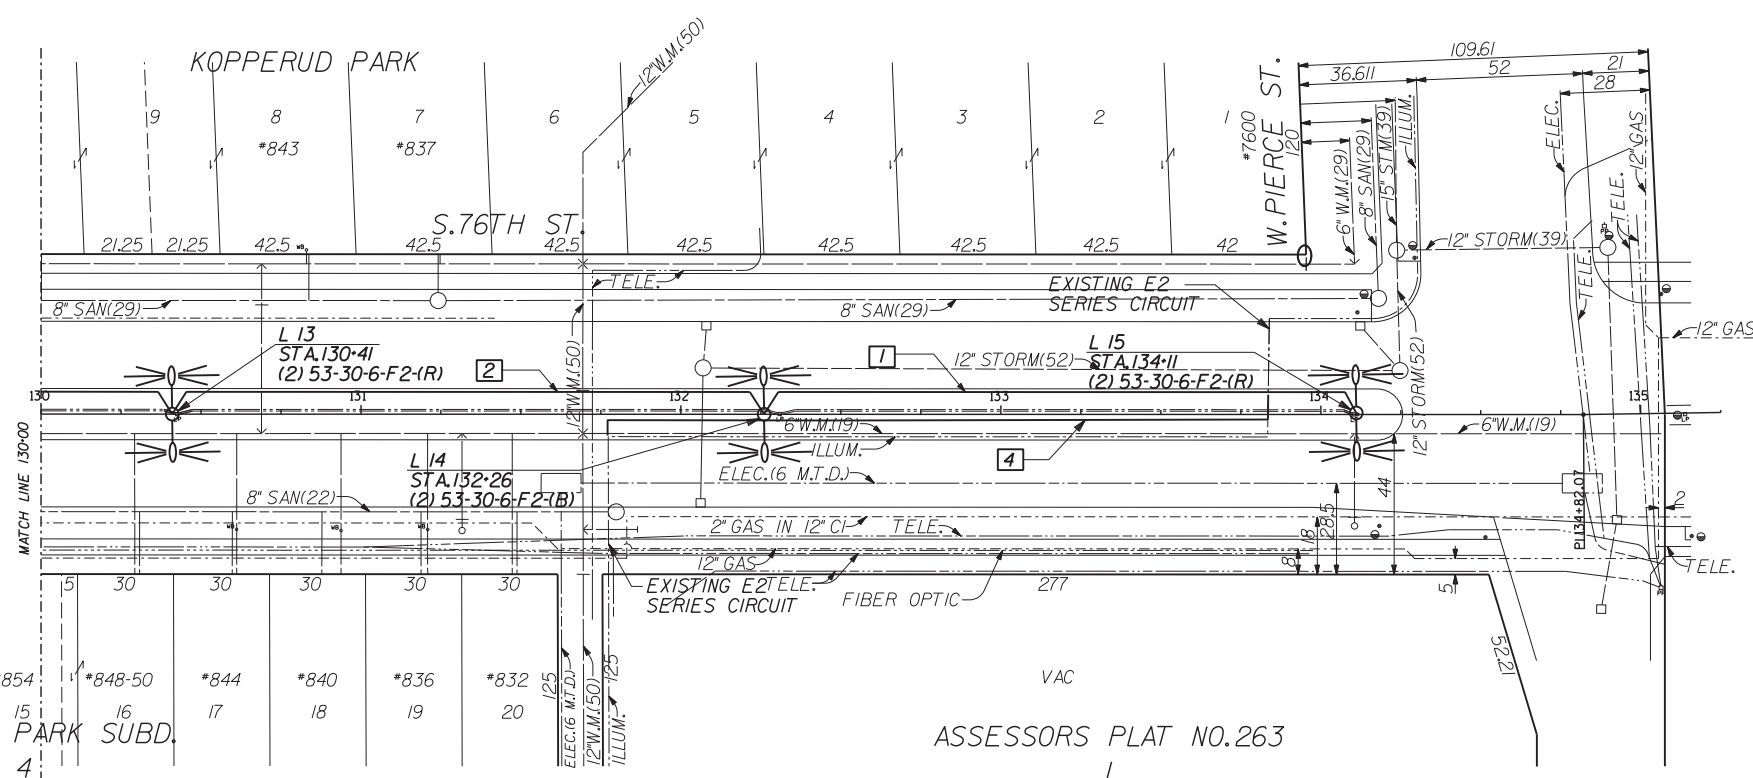 KOPPERUD PARK
12" W.M.(50)
109.61
36.611
52
21
28
9
8
7
6
5
4
3
2
1
*843
*837
*7600
120
W. PIERCE ST.
6" W.M.(29)
8" SAN(29)
15" STM(39)
ILLUM.
ELEC.
12" GAS
TELE.
S. 76TH ST.
21.25
21.25
42.5
42.5
42.5
42.5
42.5
42.5
42.5
42
12" STORM(39)
TELE.
TELE.
EXISTING E2
SERIES CIRCUIT
8" SAN(29)
8" SAN(29)
12" GAS
L 13
STA.130+41
(2) 53-30-6-F2-(R)
2
12" W.M.(50)
1
12" STORM(52)
L 15
STA.134+11
(2) 53-30-6-F2-(R)
12" STORM(52)
130
131
132
133
134
135
MATCH LINE 130+00
6" W.M.(19)
6" W.M.(19)
ILLUM.
4
L 14
STA.132+26
(2) 53-30-6-F2-(B)
ELEC.(6 M.T.D.)
44
28.5
18
8
5
2
PI 134+82.07
8" SAN(22)
2" GAS IN 12" CI
TELE.
12" GAS
TELE.
EXISTING E2
SERIES CIRCUIT
TELE.
FIBER OPTIC
277
5
30
30
30
30
30
52.21
854
*848-50
*844
*840
*836
*832
125
ELEC.(6 M.T.D.)
12" W.M.(50)
125
ILLUM.
VAC
15
16
17
18
19
20
PARK SUBD.
ASSESSORS PLAT NO. 263
4
1